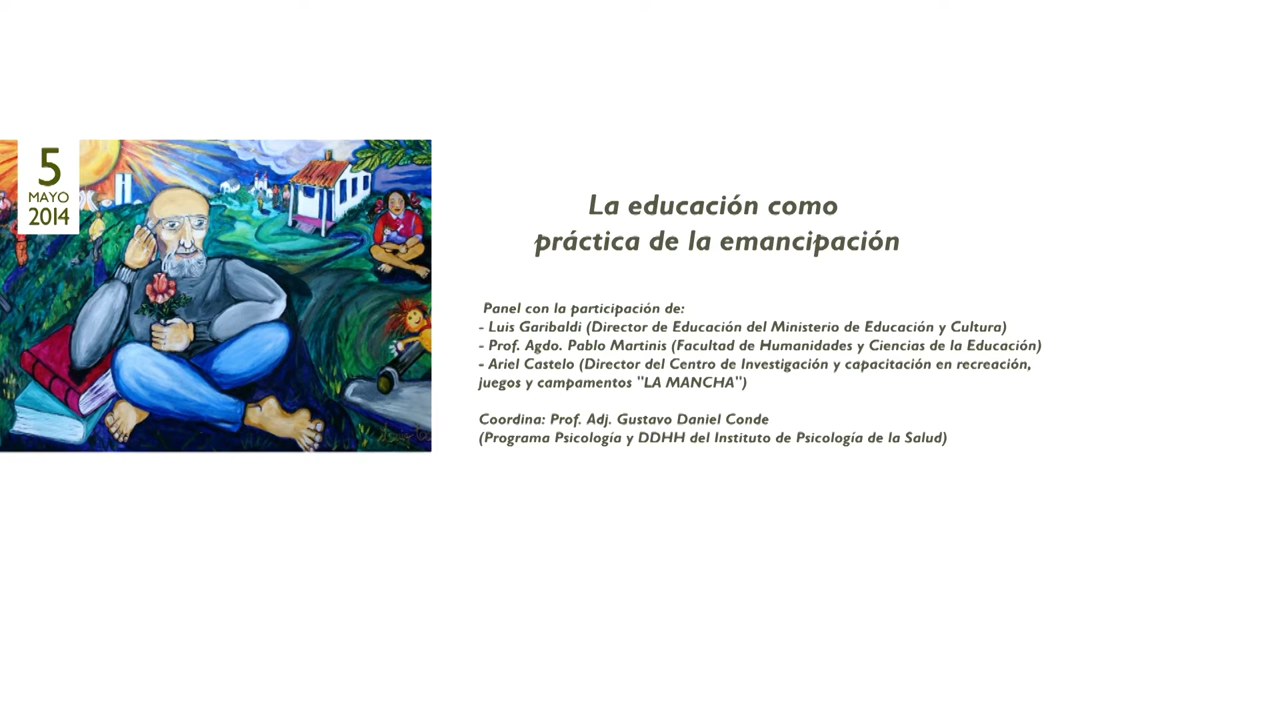 5
MAYO
2014
La educación como
práctica de la emancipación
Panel con la participación de:
- Luis Garibaldi (Director de Educación del Ministerio de Educación y Cultura)
- Prof. Agdo. Pablo Martinis (Facultad de Humanidades y Ciencias de la Educación)
- Ariel Castelo (Director del Centro de Investigación y capacitación en recreación,
juegos y campamentos "LA MANCHA")
Coordina: Prof. Adj. Gustavo Daniel Conde
(Programa Psicología y DDHH del Instituto de Psicología de la Salud)